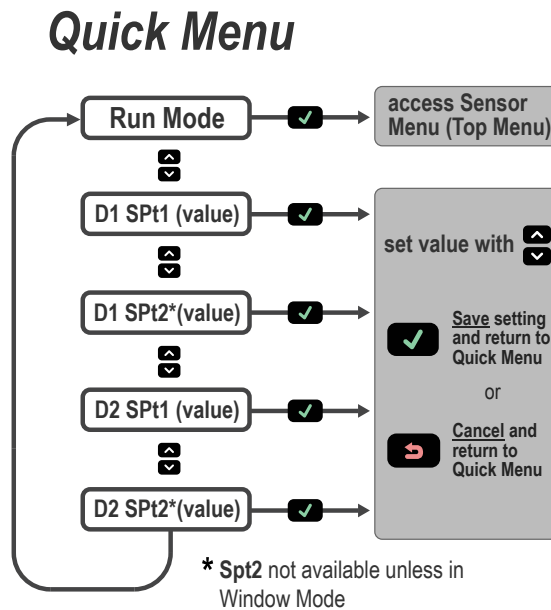 Quick Menu
Run Mode
access Sensor
Menu (Top Menu)
D1 SPt1 (value)
set value with
D1 SPt2*(value)
Save setting
and return to
Quick Menu
or
D2 SPt1 (value)
Cancel and
return to
Quick Menu
D2 SPt2*(value)
* Spt2 not available unless in
Window Mode